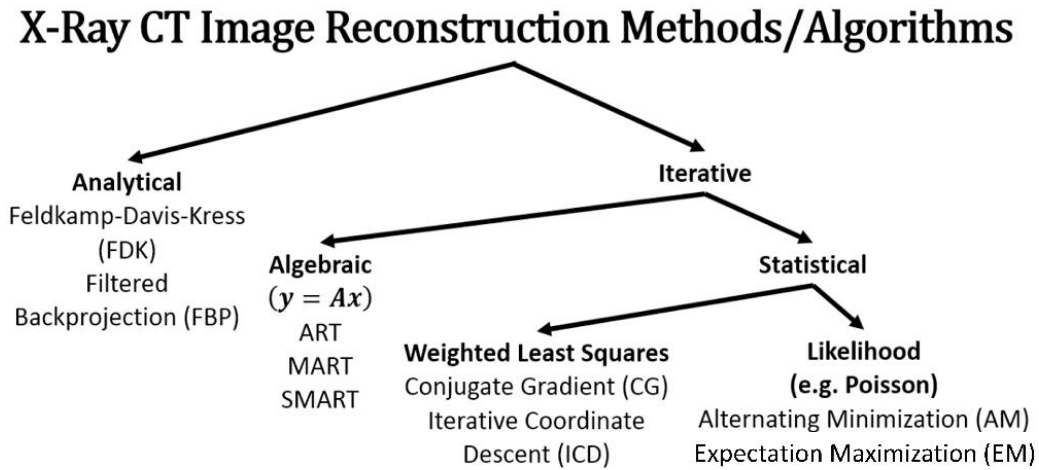 X-Ray CT Image Reconstruction Methods/Algorithms
Analytical
Feldkamp-Davis-Kress
(FDK)
Filtered
Backprojection (FBP)
Iterative
Algebraic
(y = Ax)
ART
MART
SMART
Statistical
Weighted Least Squares
Conjugate Gradient (CG)
Iterative Coordinate
Descent (ICD)
Likelihood
(e.g. Poisson)
Alternating Minimization (AM)
Expectation Maximization (EM)